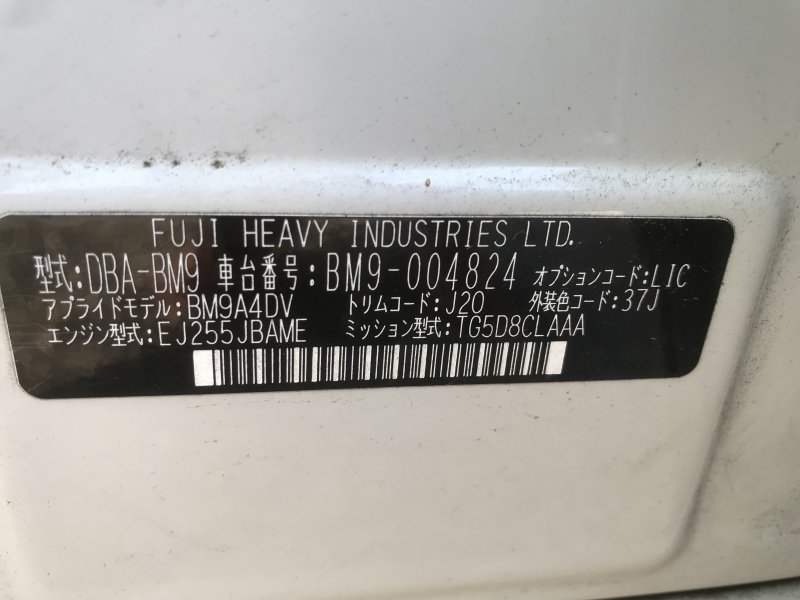 FUJI HEAVY INDUSTRIES LTD.
型式:DBA-BM9 車台番号:BM9-004824 オプションコード:LIC
アプライドモデル:BM9A4DV トリムコード:J20 外装色コード:37J
エンジン型式:EJ255JBAME ミッション型式:TG5D8CLAAA